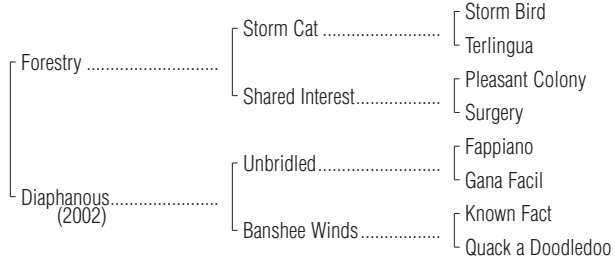 Storm Bird
Storm Cat ...........................
Terlingua
Forestry ..............................
Pleasant Colony
Shared Interest...................
Surgery
Fappiano
Unbridled............................
Gana Facil
Diaphanous.........................
(2002)
Known Fact
Banshee Winds..................
Quack a Doodledoo